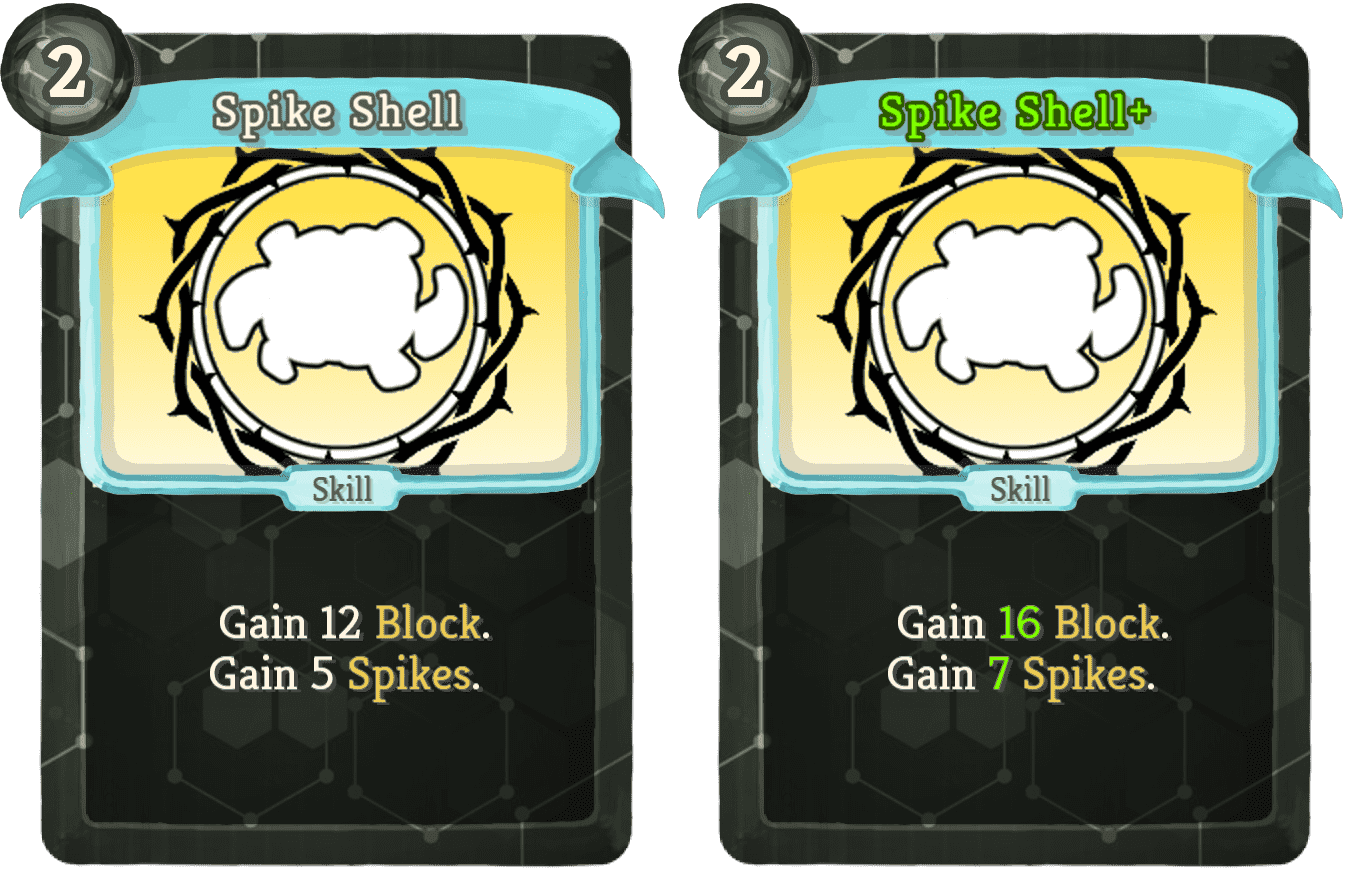 2
Spike Shell
Skill
Gain 12 Block.
Gain 5 Spikes.
2
Spike Shell+
Skill
Gain 16 Block.
Gain 7 Spikes.